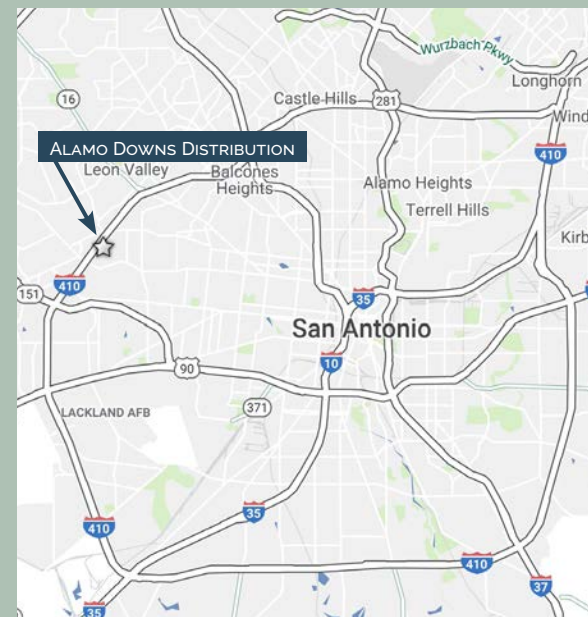 Wurzbach Pkwy
Longhorn
16
Castle Hills
281
Wind
ALAMO DOWNS DISTRIBUTION
410
Leon Valley
Balcones
Heights
Alamo Heights
Terrell Hills
Kirb
410
151
35
San Antonio
10
90
LACKLAND AFB
371
35
410
410
37
35